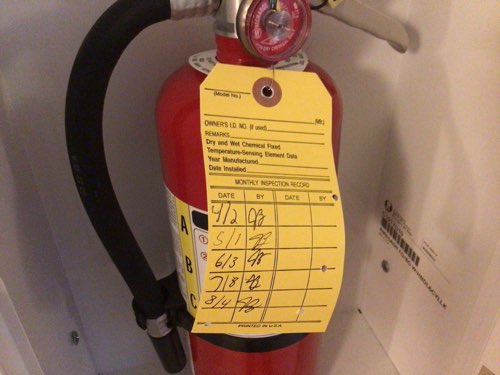 (Model No.)
(Mfr.)
OWNER'S I.D. NO. (if used)
REMARKS
Dry and Wet Chemical Fixed
Temperature-Sensing Element Data
Year Manufactured
Date Installed
MONTHLY INSPECTION RECORD
DATE BY DATE BY
4/2
5/1
6/3
7/8
8/4
PRINTED IN U.S.A.
A
B
C